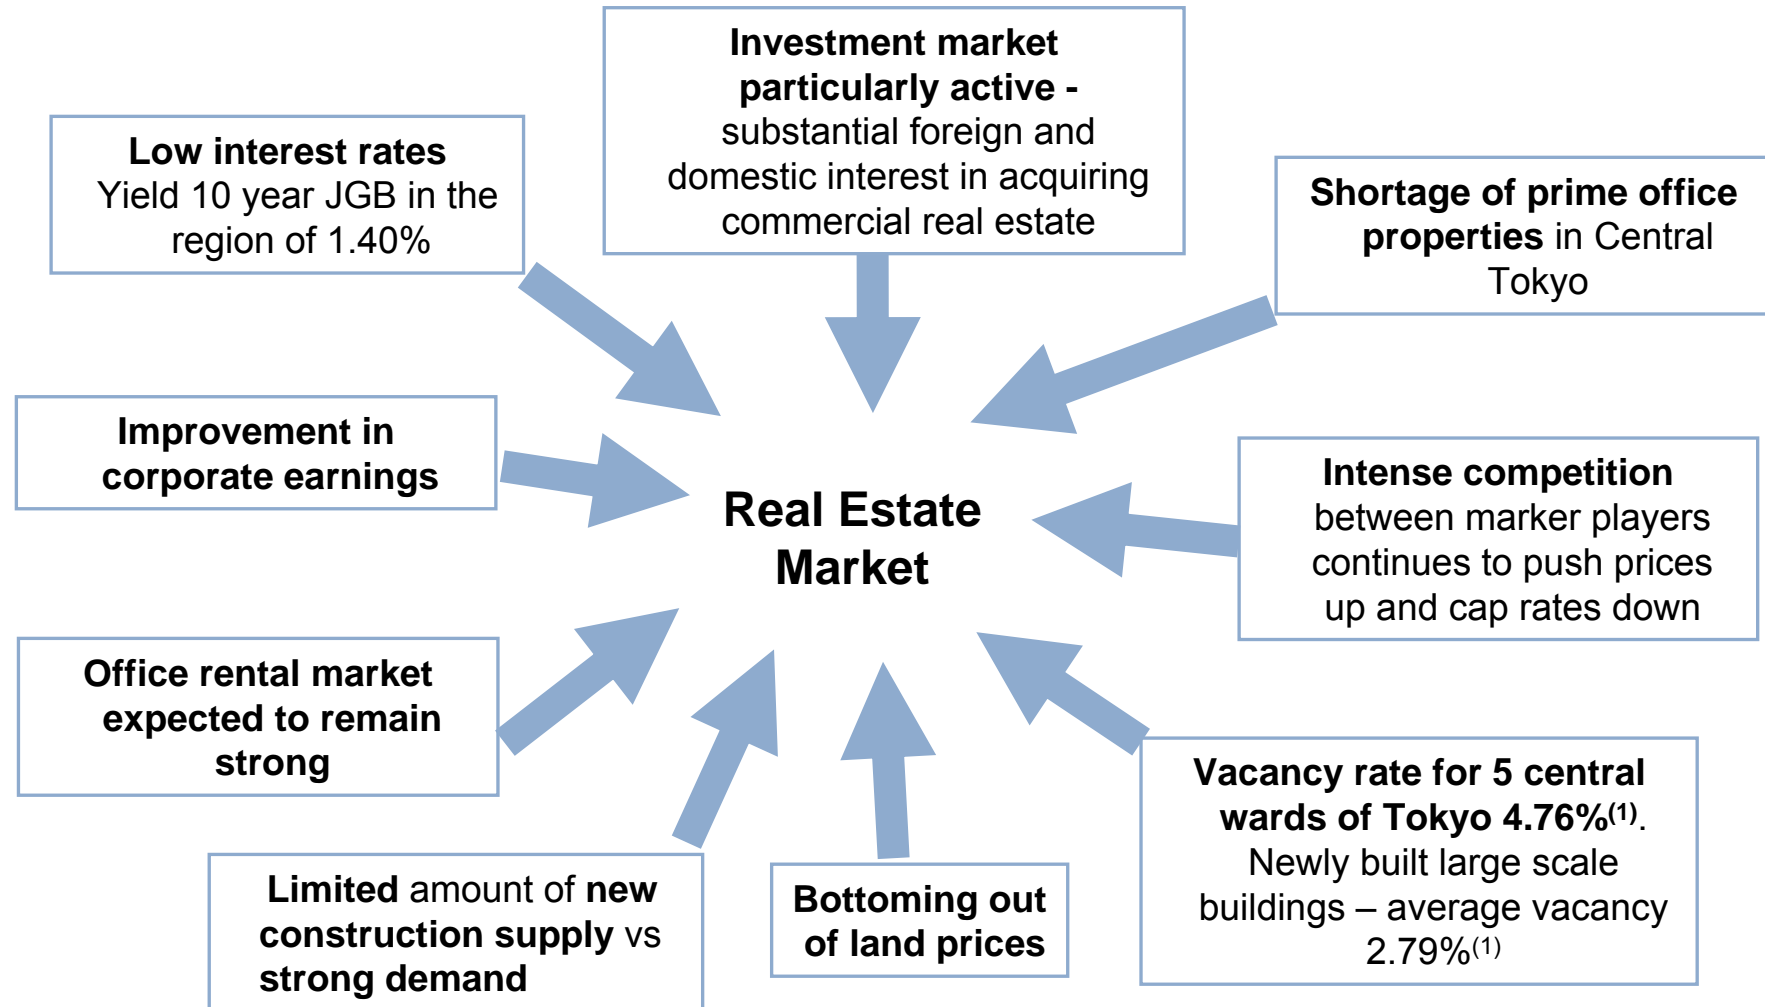 Investment market
particularly active -
substantial foreign and
domestic interest in acquiring
commercial real estate
Low interest rates
Yield 10 year JGB in the
region of 1.40%
Shortage of prime office
properties in Central
Tokyo
Improvement in
corporate earnings
Real Estate
Market
Intense competition
between marker players
continues to push prices
up and cap rates down
Office rental market
expected to remain
strong
Limited amount of new
construction supply vs
strong demand
Bottoming out
of land prices
Vacancy rate for 5 central
wards of Tokyo 4.76%(1).
Newly built large scale
buildings – average vacancy
2.79%(1)